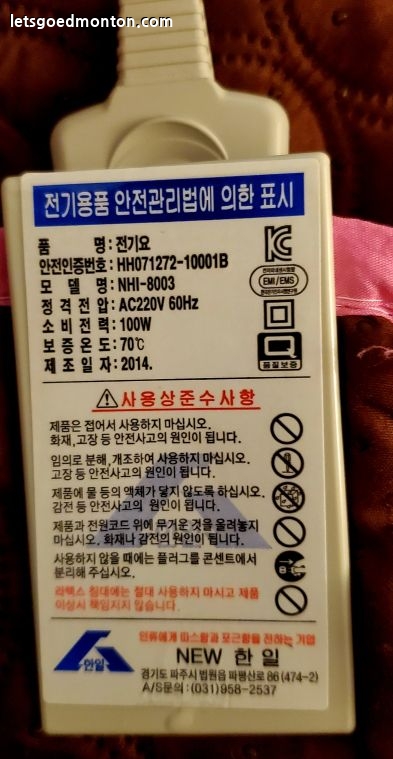 letsgoedmonton.com
전기용품 안전관리법에 의한 표시
품 명 : 전기요
안전인증번호 : HH071272-10001B
모 델 명 : NHI-8003
정 격 전 압 : AC220V 60Hz
소 비 전 력 : 100W
보 증 온 도 : 70℃
제 조 일 자 : 2014.
EMI/EMS
품질보증
사용상준수사항
제품은 접어서 사용하지 마십시오.
화재,고장 등 안전사고의 원인이 됩니다.
임의로 분해,개조하여 사용하지 마십시오.
고장 등 안전사고의 원인이 됩니다.
제품에 물 등의 액체가 닿지 않도록 하십시오.
감전 등 안전사고의 원인이 됩니다.
제품과 전원코드 위에 무거운 것을 올려놓지
마십시오. 화재나 감전의 원인이 됩니다.
사용하지 않을 때에는 플러그를 콘센트에서
분리해 주십시오.
라텍스 침대에는 절대 사용하지 마시고 제품
이상시 책임지지 않습니다.
인류에게 따스함과 포근함을 전하는 기업
한일
NEW 한일
경기도 파주시 법원읍 파평산로 86 (474-2)
A/S문의 : (031)958-2537